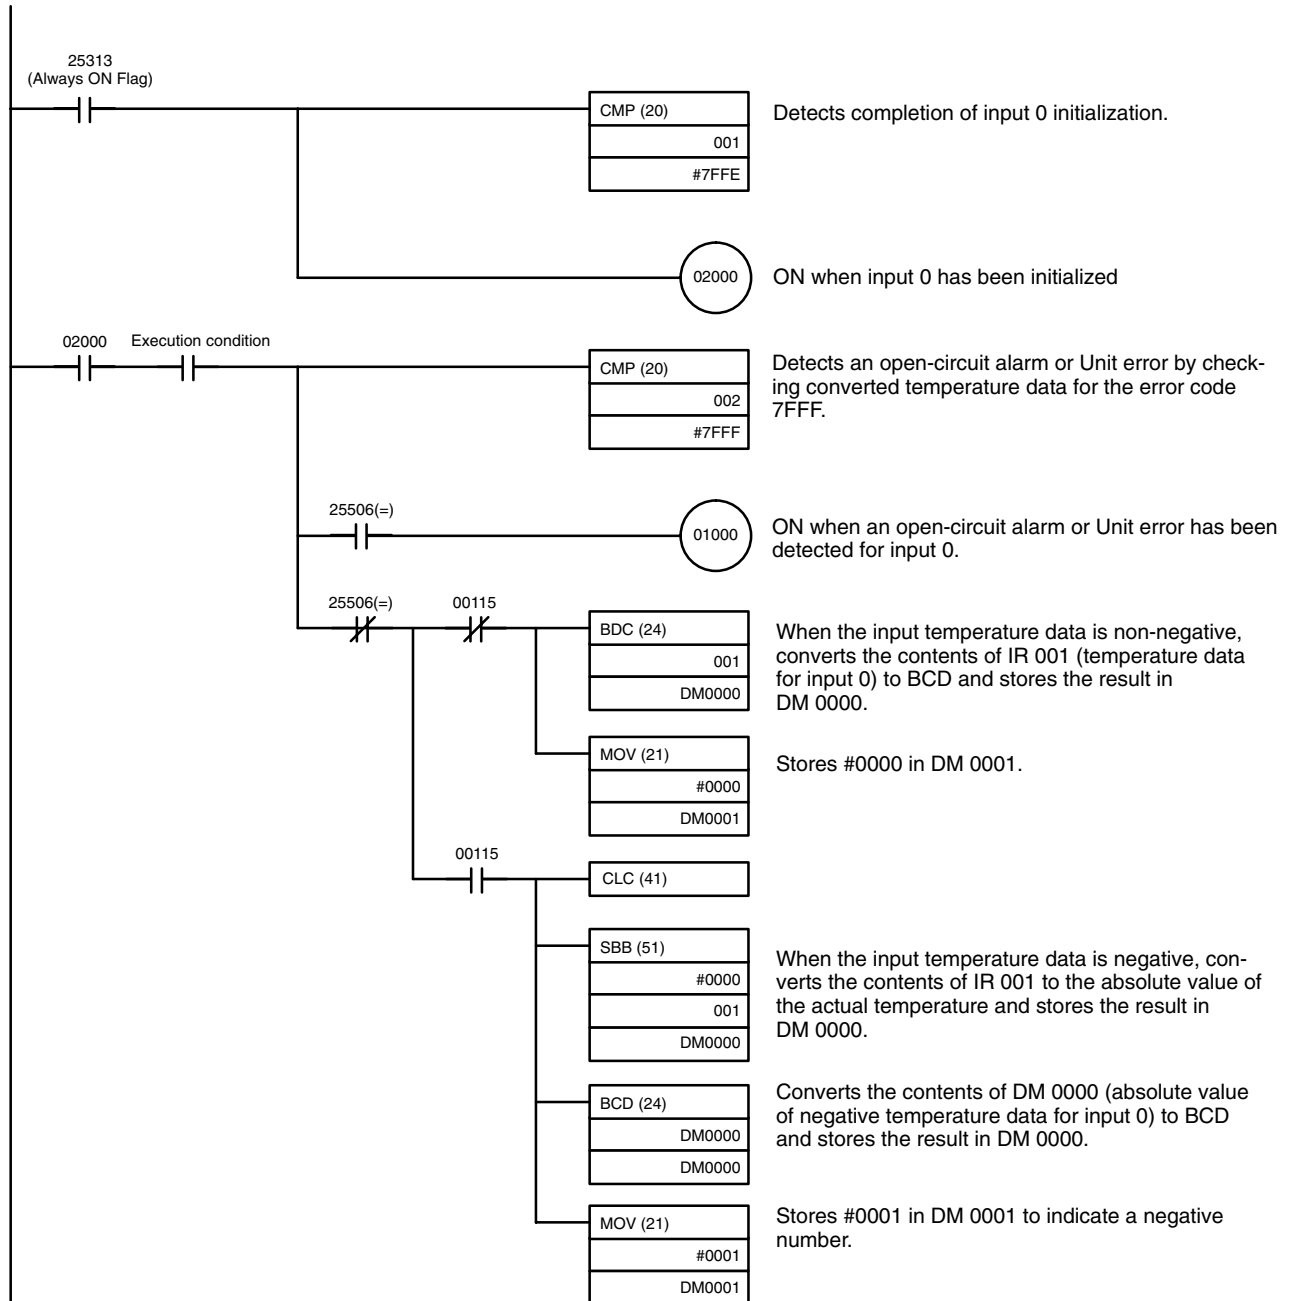 25313
(Always ON Flag)
CMP (20)
001
#7FFE
Detects completion of input 0 initialization.
02000
ON when input 0 has been initialized
02000
Execution condition
CMP (20)
002
#7FFF
Detects an open-circuit alarm or Unit error by check-
ing converted temperature data for the error code
7FFF.
25506(=)
01000
ON when an open-circuit alarm or Unit error has been
detected for input 0.
25506(=)
00115
BDC (24)
001
DM0000
When the input temperature data is non-negative,
converts the contents of IR 001 (temperature data
for input 0) to BCD and stores the result in
DM 0000.
MOV (21)
#0000
DM0001
Stores #0000 in DM 0001.
00115
CLC (41)
SBB (51)
#0000
001
DM0000
When the input temperature data is negative, con-
verts the contents of IR 001 to the absolute value of
the actual temperature and stores the result in
DM 0000.
BCD (24)
DM0000
DM0000
Converts the contents of DM 0000 (absolute value
of negative temperature data for input 0) to BCD
and stores the result in DM 0000.
MOV (21)
#0001
DM0001
Stores #0001 in DM 0001 to indicate a negative
number.